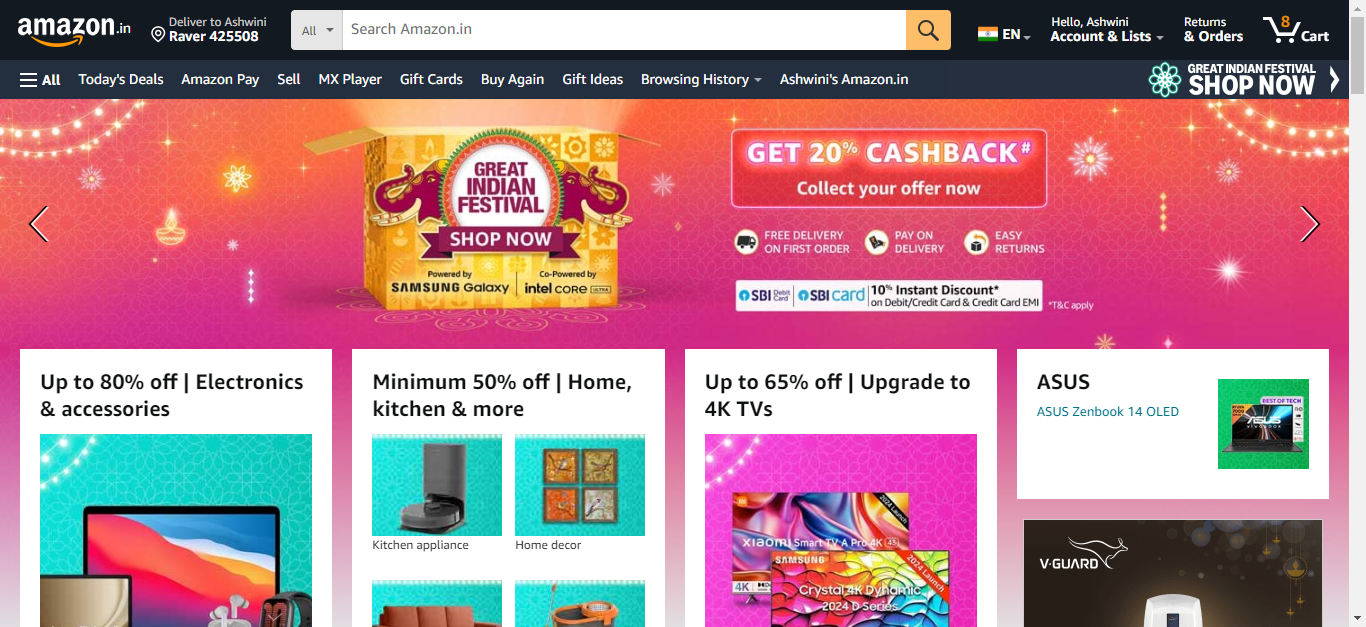 amazon.in
Deliver to Ashwini
Raver 425508
All
Search Amazon.in
EN
Hello, Ashwini
Account & Lists
Returns
& Orders
8
Cart
All
Today's Deals
Amazon Pay
Sell
MX Player
Gift Cards
Buy Again
Gift Ideas
Browsing History
Ashwini's Amazon.in
GREAT INDIAN FESTIVAL
SHOP NOW
GREAT
INDIAN
FESTIVAL
SHOP NOW
Powered by
SAMSUNG Galaxy
Co-Powered by
intel CORE ULTRA
GET 20% CASHBACK#
Collect your offer now
FREE DELIVERY
ON FIRST ORDER
PAY ON
DELIVERY
EASY
RETURNS
SBI Debit Card
SBI card
10% Instant Discount*
on Debit/Credit Card & Credit Card EMI
*T&C apply
Up to 80% off | Electronics
& accessories
Minimum 50% off | Home,
kitchen & more
Kitchen appliance
Home decor
Up to 65% off | Upgrade to
4K TVs
2024 Launch
xiaomi Smart TV A Pro 4K (43)
4K
SAMSUNG
2024 Launch
Crystal 4K Dynamic
2024 D Series
ASUS
ASUS Zenbook 14 OLED
BEST OF TECH
ASUS
VIVOBOOK
V-GUARD